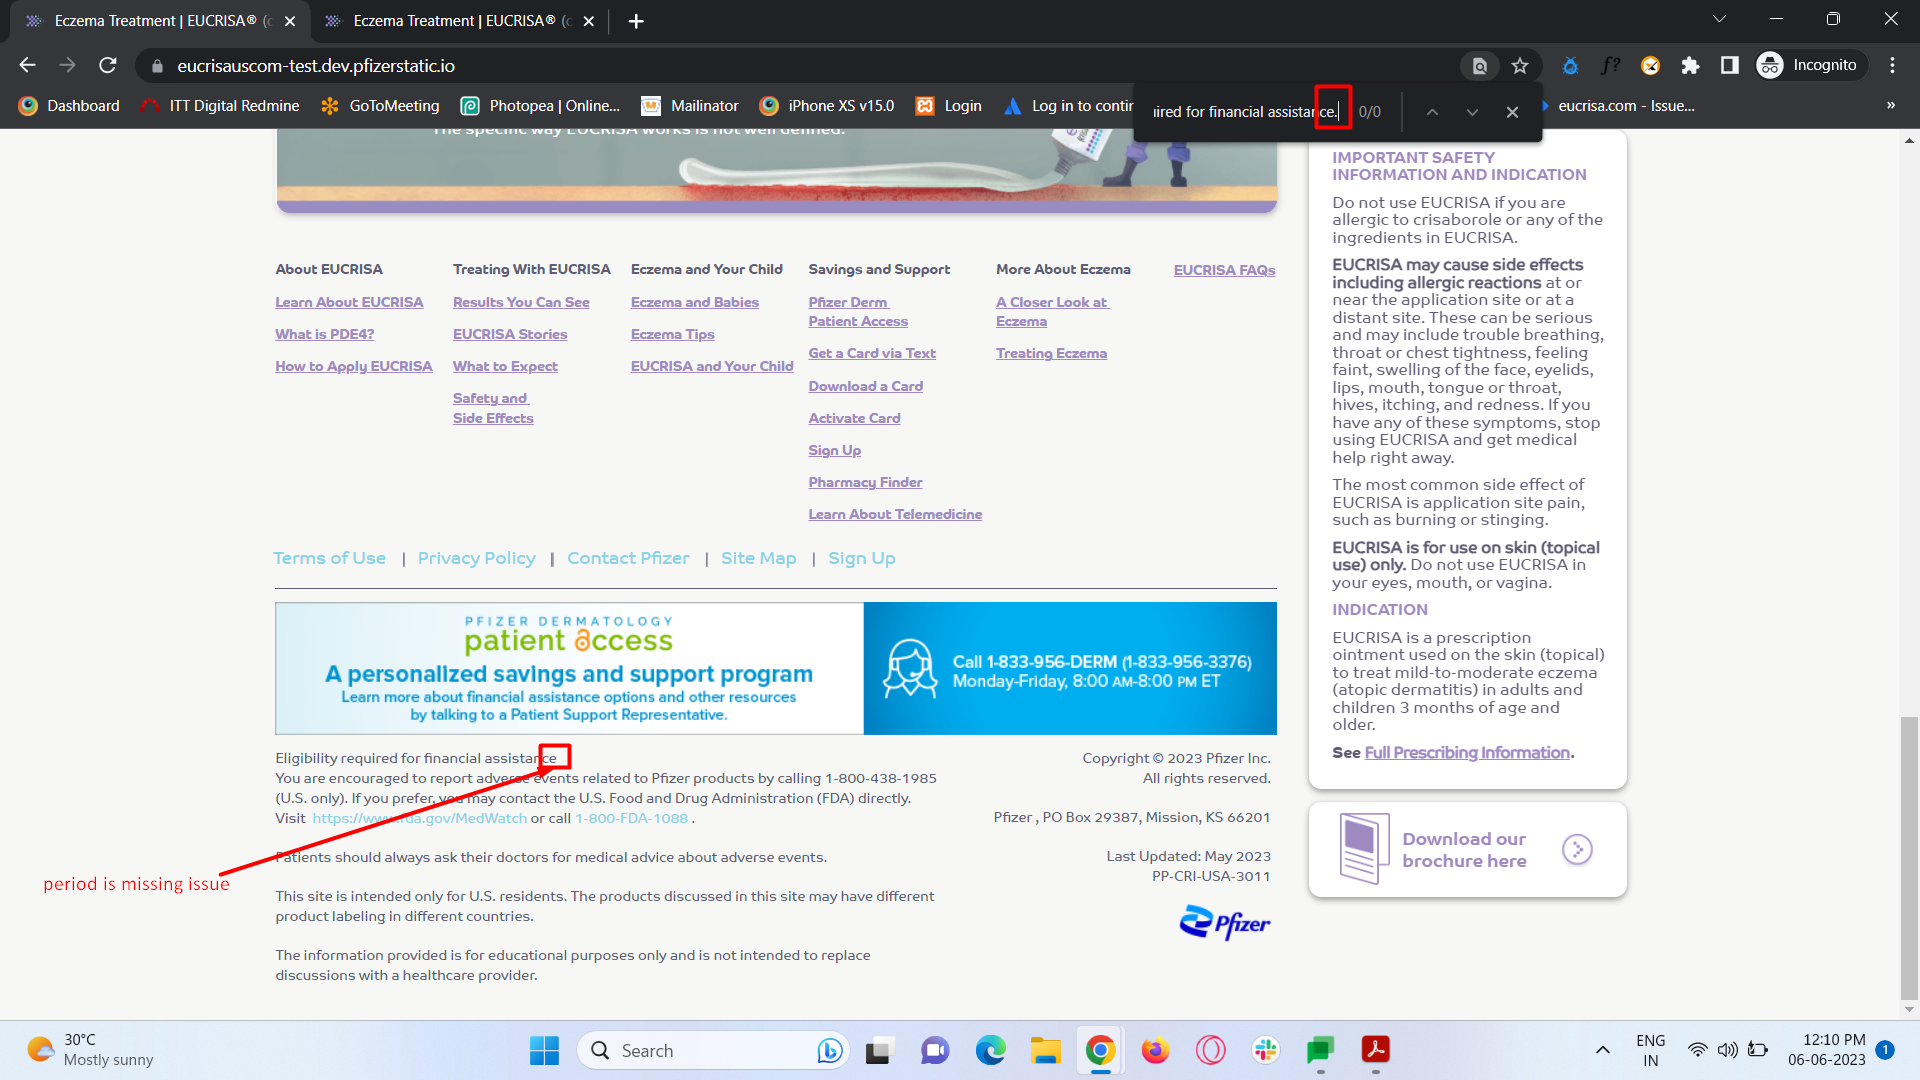 Eczema Treatment | EUCRISA® (c
Eczema Treatment | EUCRISA® (c
eucrisauscom-test.dev.pfizerstatic.io
f?
Incognito
Dashboard
ITT Digital Redmine
GoToMeeting
Photopea | Online...
Mailinator
iPhone XS v15.0
Login
Log in to contin
uired for financial assistance.
0/0
eucrisa.com - Issue...
»
The specific way EUCRISA works is not well defined.
About EUCRISA
Learn About EUCRISA
What is PDE4?
How to Apply EUCRISA
Treating With EUCRISA
Results You Can See
EUCRISA Stories
What to Expect
Safety and
Side Effects
Eczema and Your Child
Eczema and Babies
Eczema Tips
EUCRISA and Your Child
Savings and Support
Pfizer Derm
Patient Access
Get a Card via Text
Download a Card
Activate Card
Sign Up
Pharmacy Finder
Learn About Telemedicine
More About Eczema
A Closer Look at
Eczema
Treating Eczema
EUCRISA FAQs
Terms of Use | Privacy Policy | Contact Pfizer | Site Map | Sign Up
PFIZER DERMATOLOGY
patient access
A personalized savings and support program
Learn more about financial assistance options and other resources
by talking to a Patient Support Representative.
Call 1-833-956-DERM (1-833-956-3376)
Monday-Friday, 8:00 AM-8:00 PM ET
Eligibility required for financial assistance
You are encouraged to report adverse events related to Pfizer products by calling 1-800-438-1985
(U.S. only). If you prefer, you may contact the U.S. Food and Drug Administration (FDA) directly.
Visit https://www.fda.gov/MedWatch or call 1-800-FDA-1088 .
Patients should always ask their doctors for medical advice about adverse events.
period is missing issue
This site is intended only for U.S. residents. The products discussed in this site may have different
product labeling in different countries.
The information provided is for educational purposes only and is not intended to replace
discussions with a healthcare provider.
Copyright © 2023 Pfizer Inc.
All rights reserved.
Pfizer , PO Box 29387, Mission, KS 66201
Last Updated: May 2023
PP-CRI-USA-3011
Pfizer
IMPORTANT SAFETY
INFORMATION AND INDICATION
Do not use EUCRISA if you are
allergic to crisaborole or any of the
ingredients in EUCRISA.
EUCRISA may cause side effects
including allergic reactions at or
near the application site or at a
distant site. These can be serious
and may include trouble breathing,
throat or chest tightness, feeling
faint, swelling of the face, eyelids,
lips, mouth, tongue or throat,
hives, itching, and redness. If you
have any of these symptoms, stop
using EUCRISA and get medical
help right away.
The most common side effect of
EUCRISA is application site pain,
such as burning or stinging.
EUCRISA is for use on skin (topical
use) only. Do not use EUCRISA in
your eyes, mouth, or vagina.
INDICATION
EUCRISA is a prescription
ointment used on the skin (topical)
to treat mild-to-moderate eczema
(atopic dermatitis) in adults and
children 3 months of age and
older.
See Full Prescribing Information.
Download our
brochure here
30°C
Mostly sunny
Search
ENG
IN
12:10 PM
06-06-2023
1